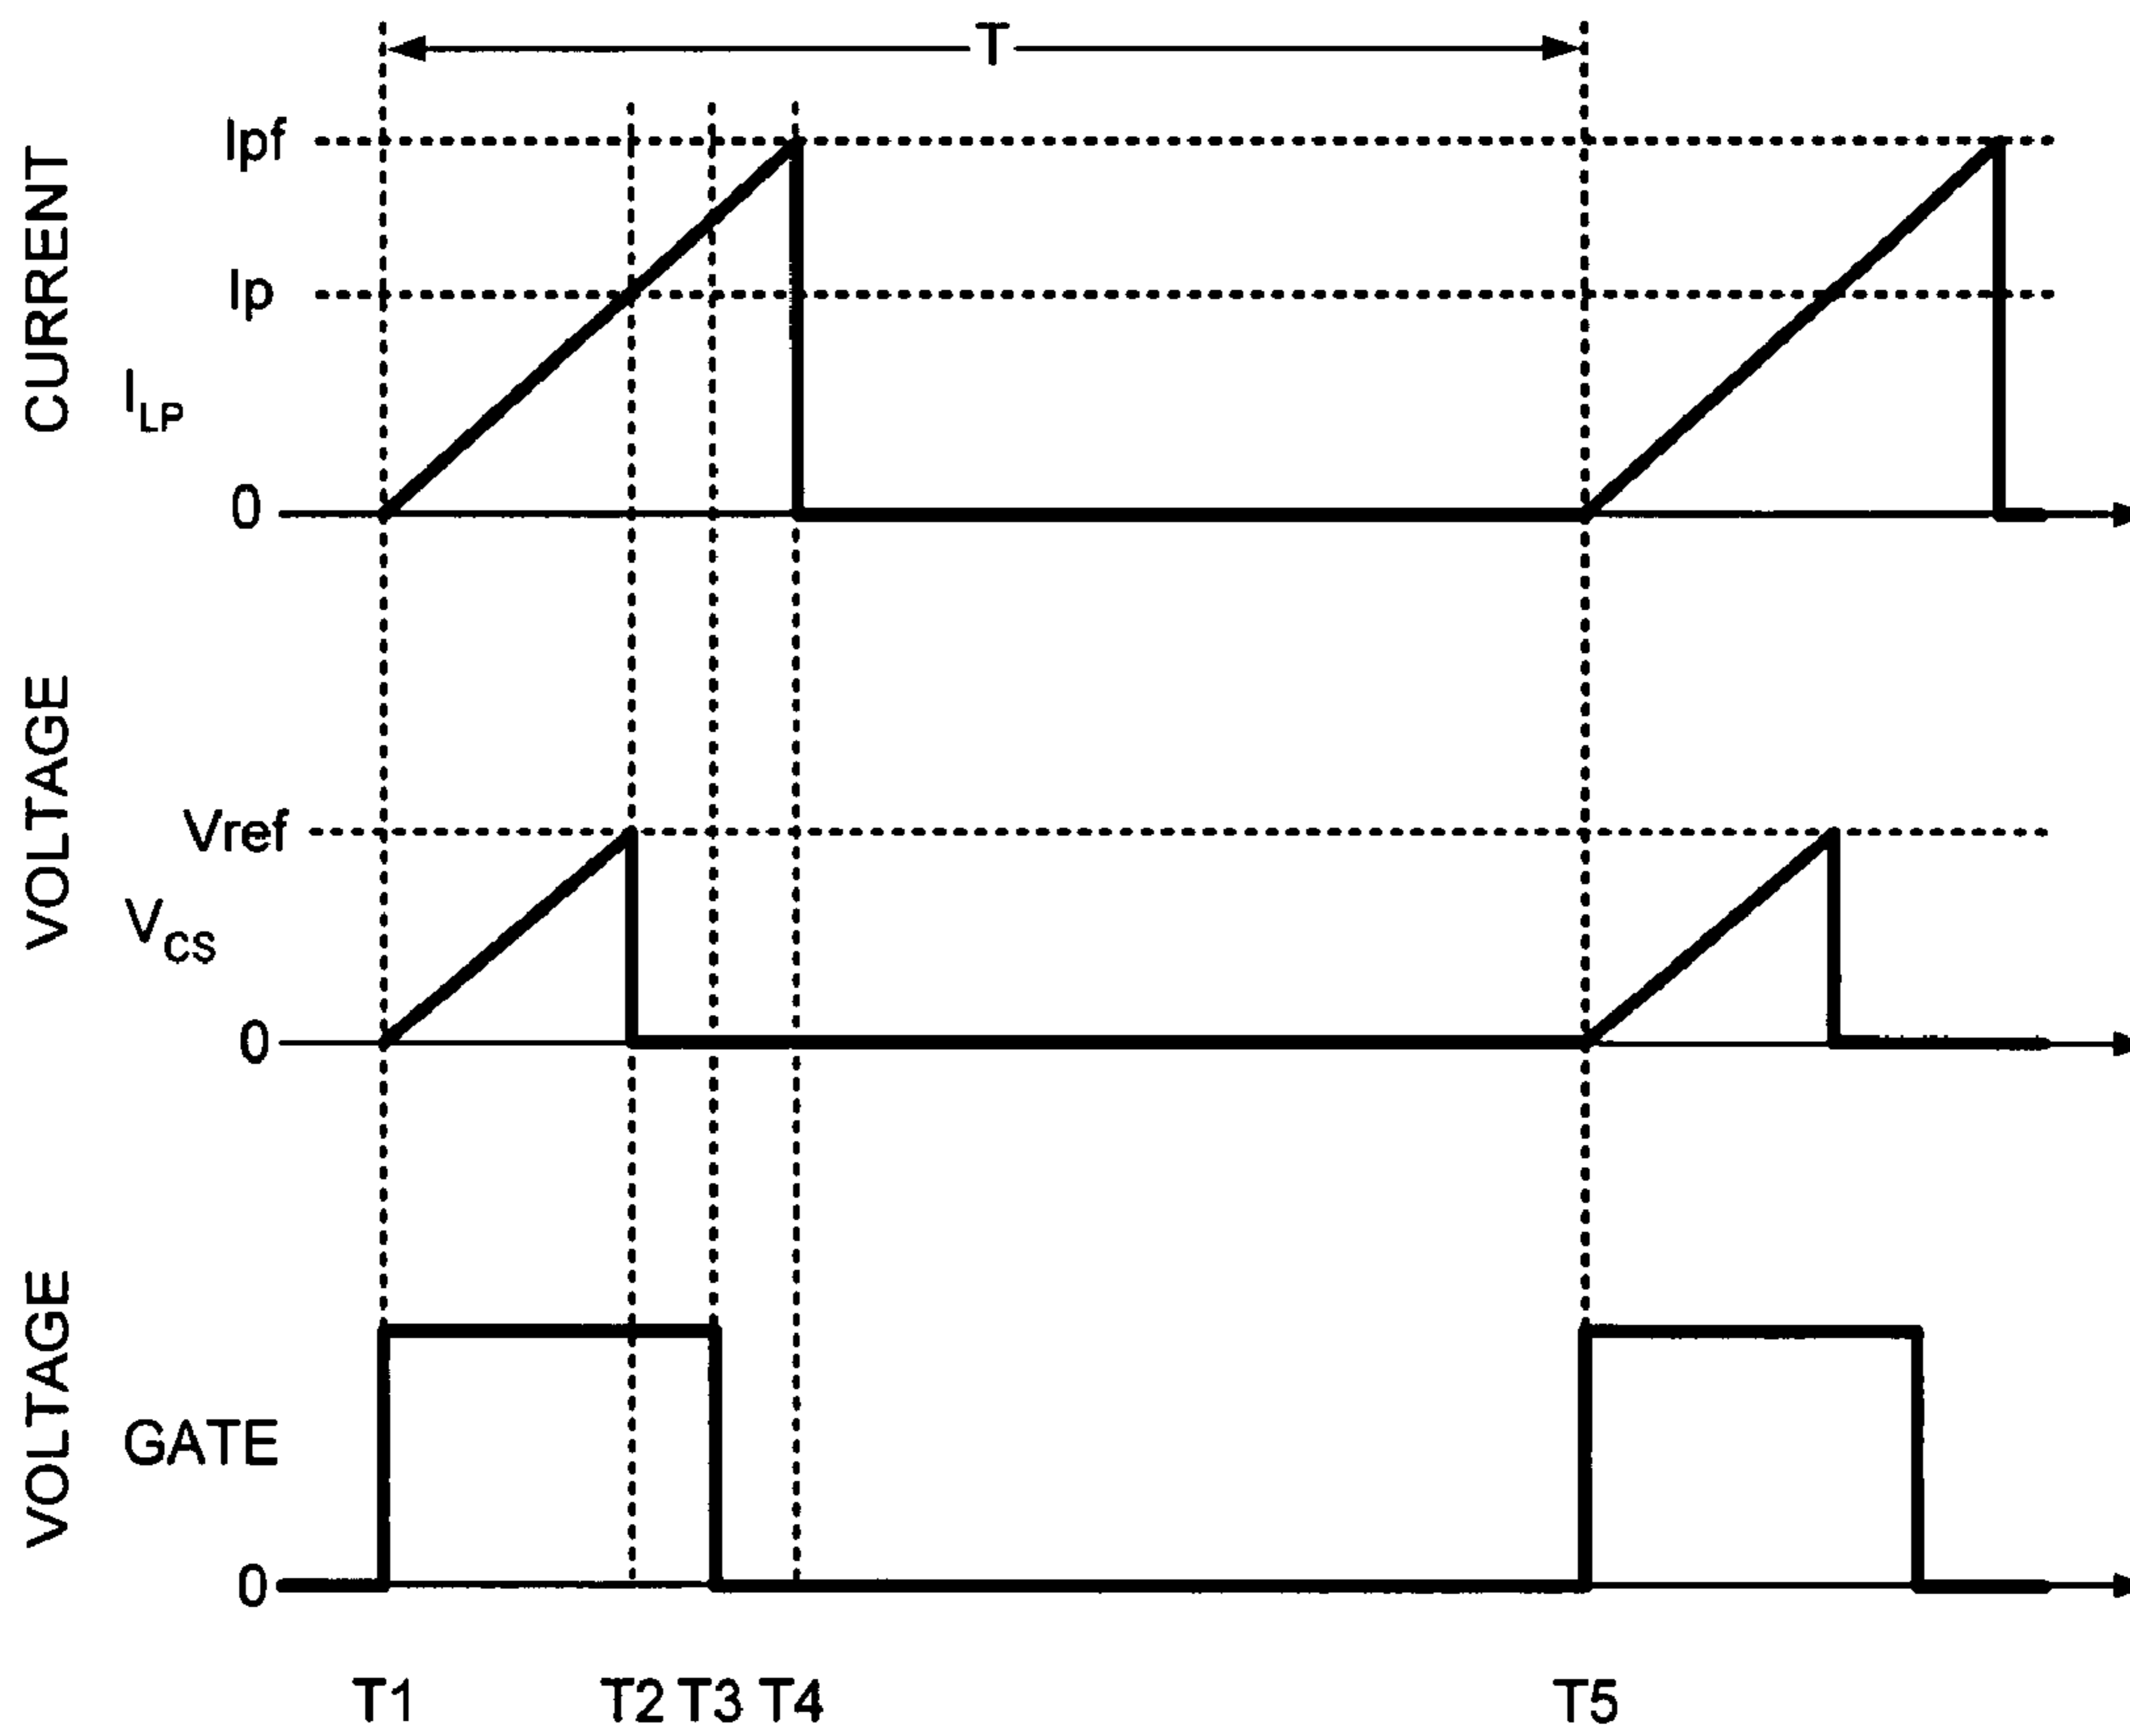 T
CURRENT
Ipf
Ip
I_LP
0
VOLTAGE
Vref
V_CS
0
VOLTAGE
GATE
0
T1 T2 T3 T4 T5